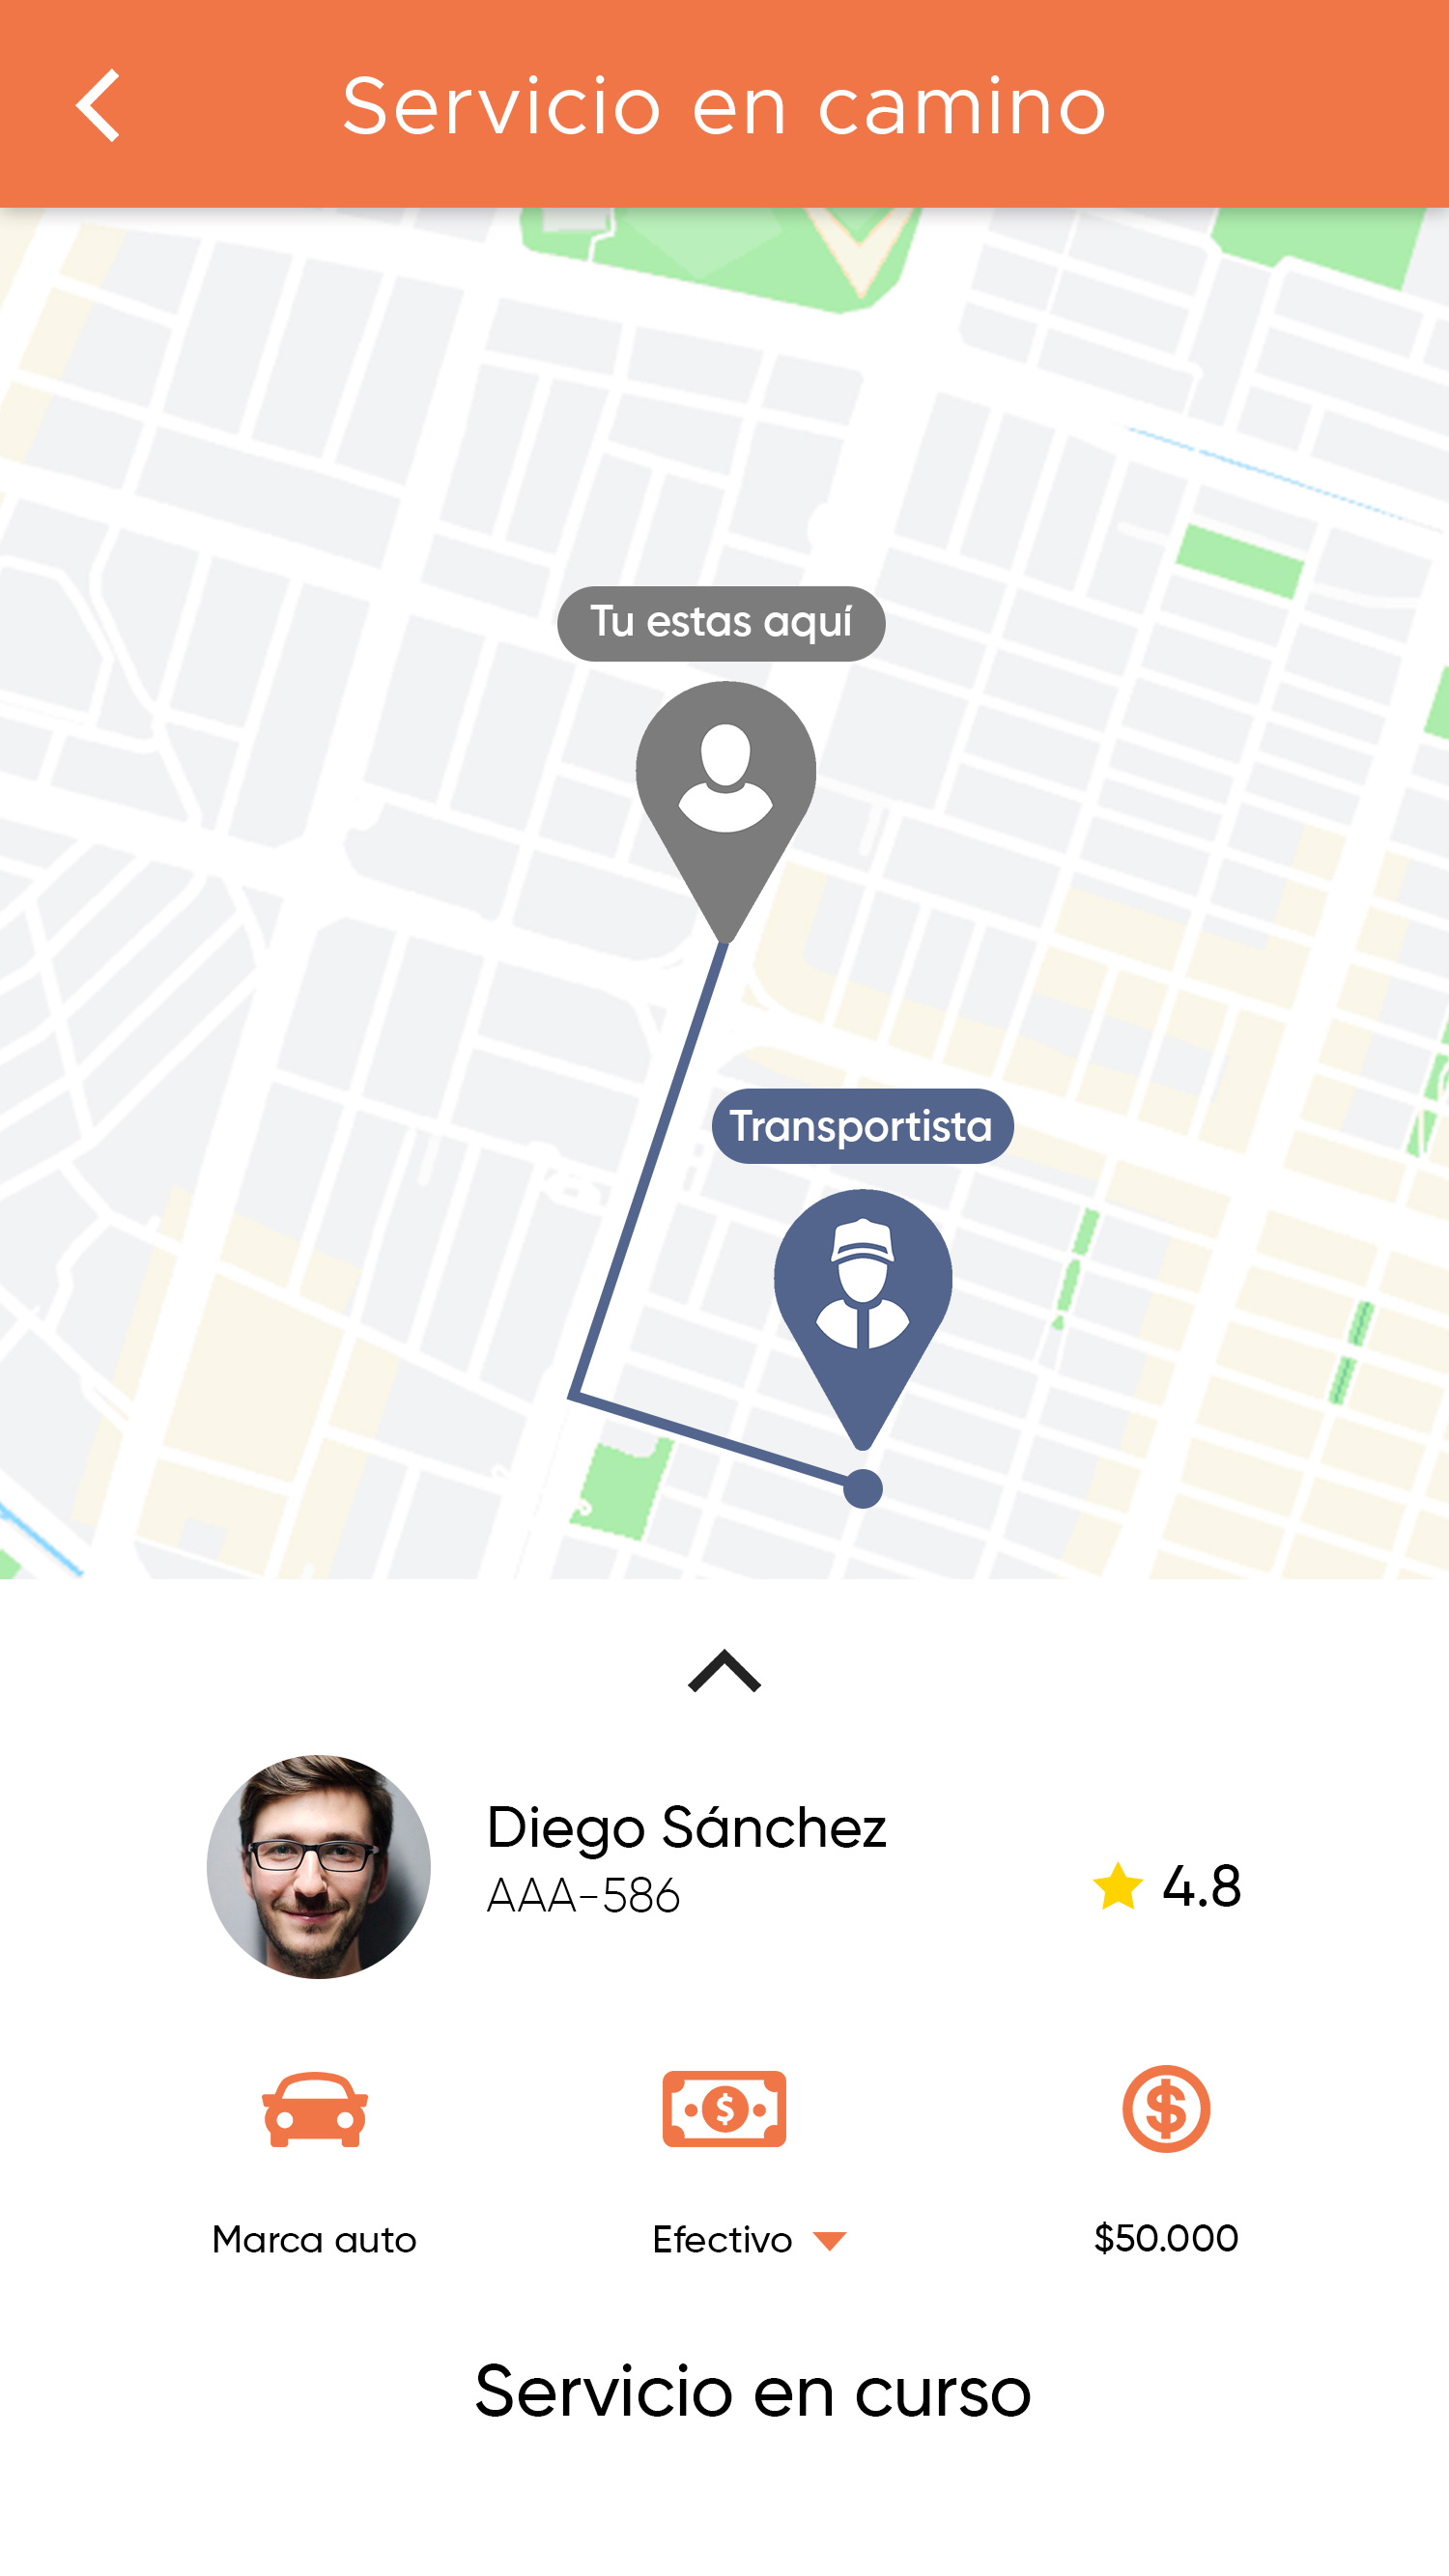 Servicio en camino
Tu estas aquí
Transportista
Diego Sánchez
AAA-586
4.8
Marca auto
Efectivo
$50.000
Servicio en curso